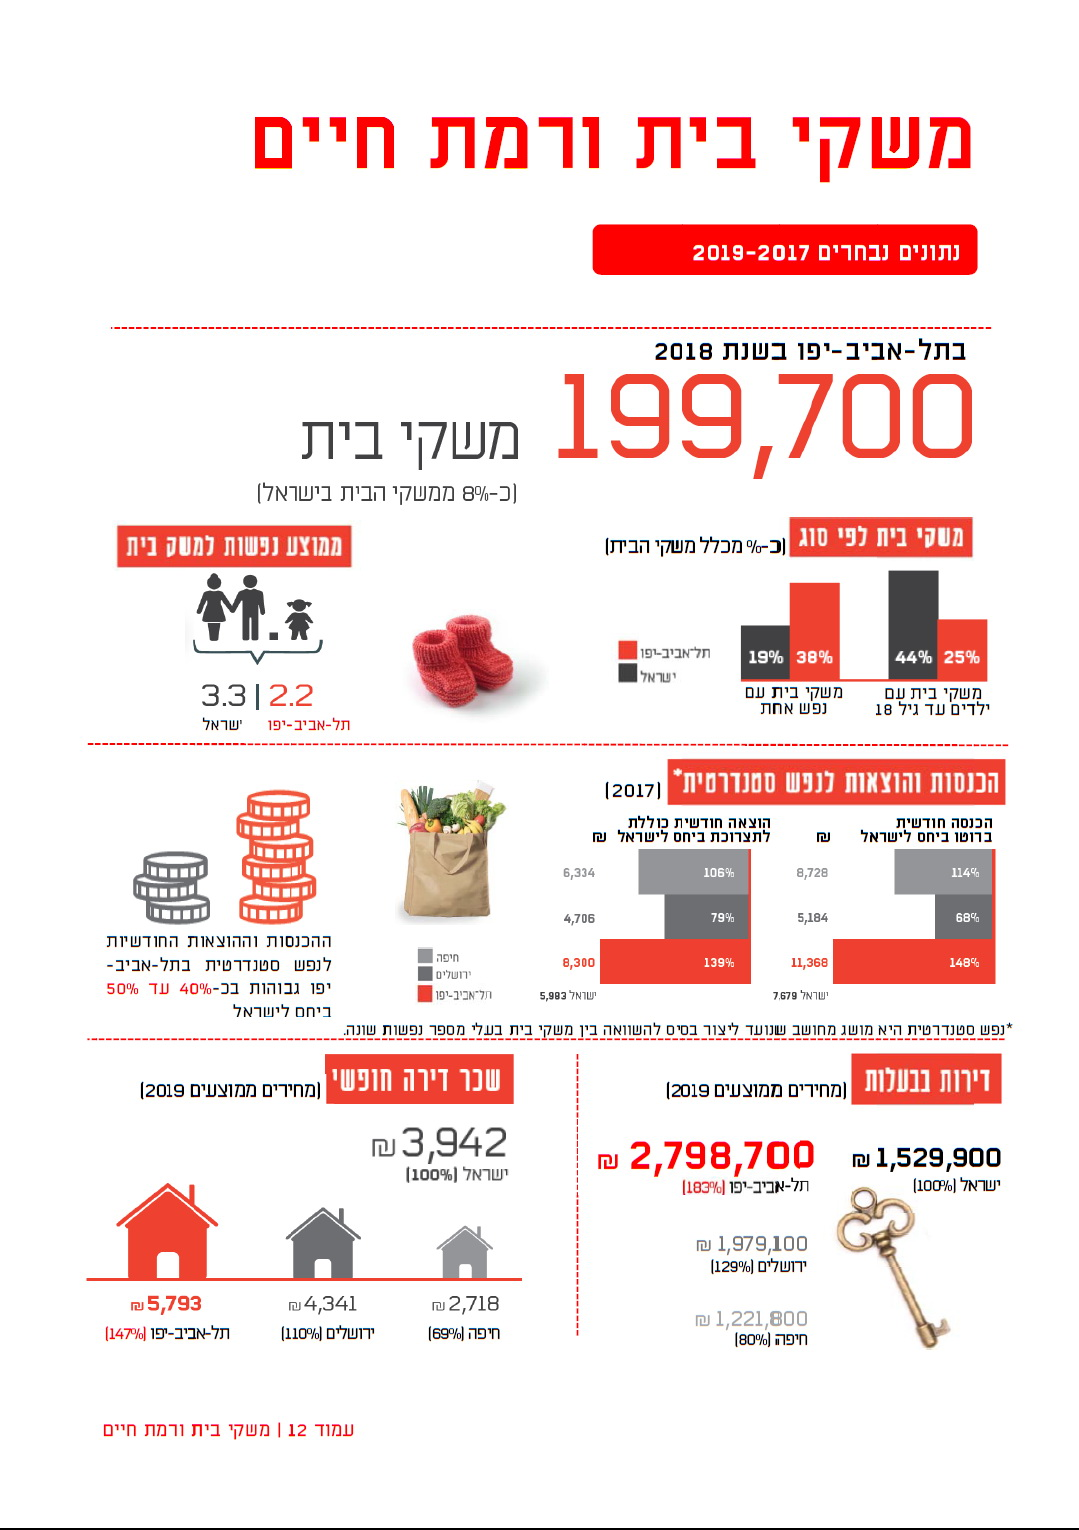 משקי בית ורמת חיים
נתונים נבחרים 2019-2017
בתל-אביב-יפו בשנת 2018
199,700
משקי בית
(כ-8% ממשקי הבית בישראל)
משקי בית לפי סוג
(כ-% מכלל משקי הבית)
תל־אביב-יפו
ישראל
44% 25%
משקי בית עם
ילדים עד גיל 18
19% 38%
משקי בית עם
נפש אחת
ממוצע נפשות למשק בית
2.2 | 3.3
תל-אביב-יפו
ישראל
הכנסות והוצאות לנפש סטנדרטית*
(2017)
הכנסה חודשית
ברוטו ביחס לישראל ₪
114% 8,728
68% 5,184
148% 11,368
ישראל 7.679
הוצאה חודשית כוללת
לתצרוכת ביחס לישראל ₪
106% 6,334
79% 4,706
139% 8,300
ישראל 5,983
חיפה
ירושלים
תל־אביב-יפו
ההכנסות וההוצאות החודשיות
לנפש סטנדרטית בתל-אביב-
יפו גבוהות בכ-40% עד 50%
ביחס לישראל
*נפש סטנדרטית היא מושג מחושב שנועד ליצור בסיס להשוואה בין משקי בית בעלי מספר נפשות שונה.
דירות בבעלות
(מחירים ממוצעים 2019)
1,529,900 ₪
ישראל (100%)
2,798,700 ₪
תל-אביב-יפו (183%)
1,979,100 ₪
ירושלים (129%)
1,221,800 ₪
חיפה (80%)
שכר דירה חופשי
(מחירים ממוצעים 2019)
3,942 ₪
ישראל (100%)
2,718 ₪
חיפה (69%)
4,341 ₪
ירושלים (110%)
5,793 ₪
תל-אביב-יפו (147%)
עמוד 12 | משקי בית ורמת חיים